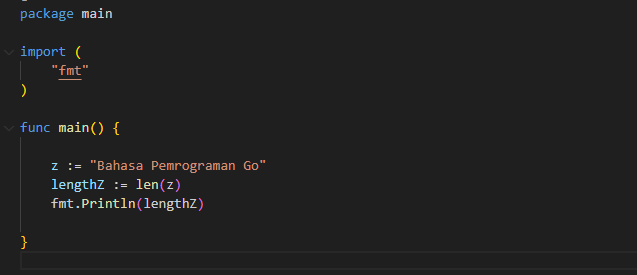 package main
import (
"fmt"
)
func main() {
z := "Bahasa Pemrograman Go"
lengthZ := len(z)
fmt.Println(lengthZ)
}